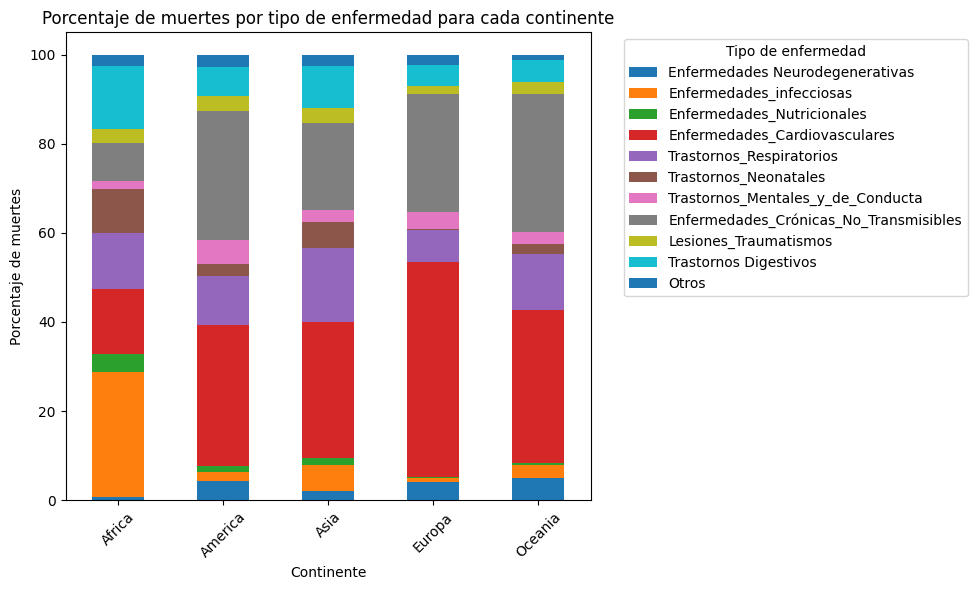 Porcentaje de muertes por tipo de enfermedad para cada continente
Porcentaje de muertes
100
80
60
40
20
0
Africa
America
Asia
Europa
Oceania
Continente
Tipo de enfermedad
Enfermedades Neurodegenerativas
Enfermedades_infecciosas
Enfermedades_Nutricionales
Enfermedades_Cardiovasculares
Trastornos_Respiratorios
Trastornos_Neonatales
Trastornos_Mentales_y_de_Conducta
Enfermedades_Crónicas_No_Transmisibles
Lesiones_Traumatismos
Trastornos Digestivos
Otros